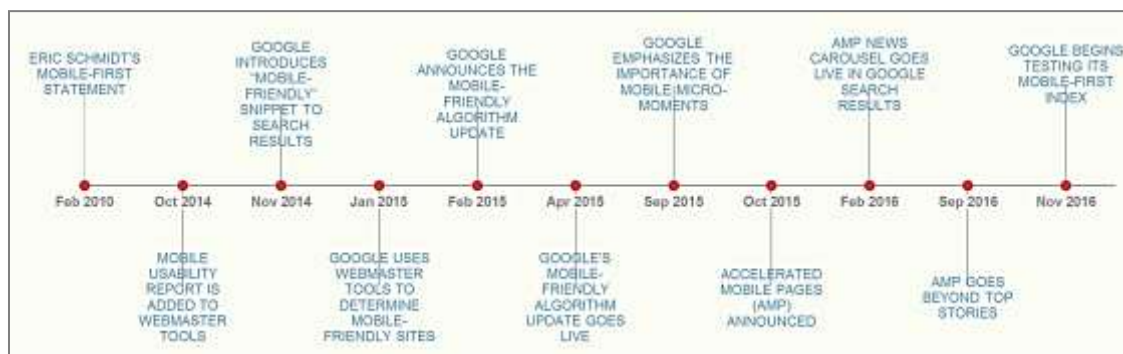 ERIC SCHMIDT'S
MOBILE-FIRST
STATEMENT
GOOGLE
INTRODUCES
"MOBILE-
FRIENDLY"
SNIPPET TO
SEARCH
RESULTS
GOOGLE
ANNOUNCES THE
MOBILE-
FRIENDLY
ALGORITHM
UPDATE
GOOGLE
EMPHASIZES THE
IMPORTANCE OF
MOBILE MICRO-
MOMENTS
AMP NEWS
CAROUSEL GOES
LIVE IN GOOGLE
SEARCH
RESULTS
GOOGLE BEGINS
TESTING ITS
MOBILE-FIRST
INDEX
Feb 2010
Oct 2014
Nov 2014
Jan 2015
Feb 2015
Apr 2015
Sep 2015
Oct 2015
Feb 2016
Sep 2016
Nov 2016
MOBILE
USABILITY
REPORT IS
ADDED TO
WEBMASTER
TOOLS
GOOGLE USES
WEBMASTER
TOOLS TO
DETERMINE
MOBILE-
FRIENDLY SITES
GOOGLE'S
MOBILE-
FRIENDLY
ALGORITHM
UPDATE GOES
LIVE
ACCELERATED
MOBILE PAGES
(AMP)
ANNOUNCED
AMP GOES
BEYOND TOP
STORIES